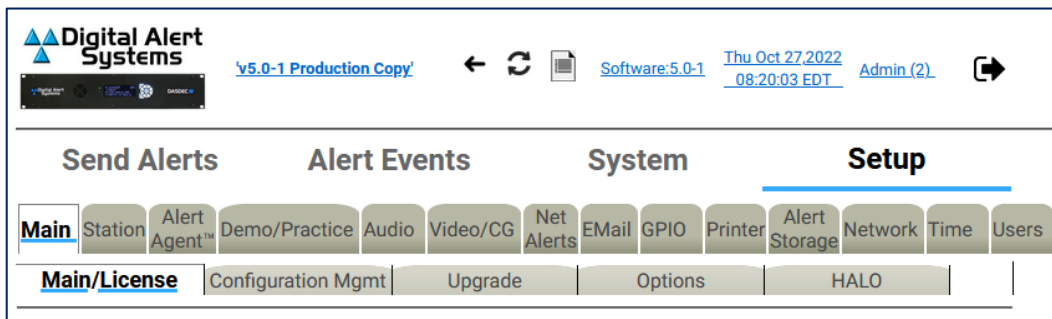 Digital Alert
Systems
'v5.0-1 Production Copy'
Software:5.0-1
Thu Oct 27,2022
08:20:03 EDT
Admin (2)
DASDEC
Send Alerts Alert Events System Setup
Main Station Alert Agent™ Demo/Practice Audio Video/CG Net Alerts EMail GPIO Printer Alert Storage Network Time Users
Main/License Configuration Mgmt Upgrade Options HALO